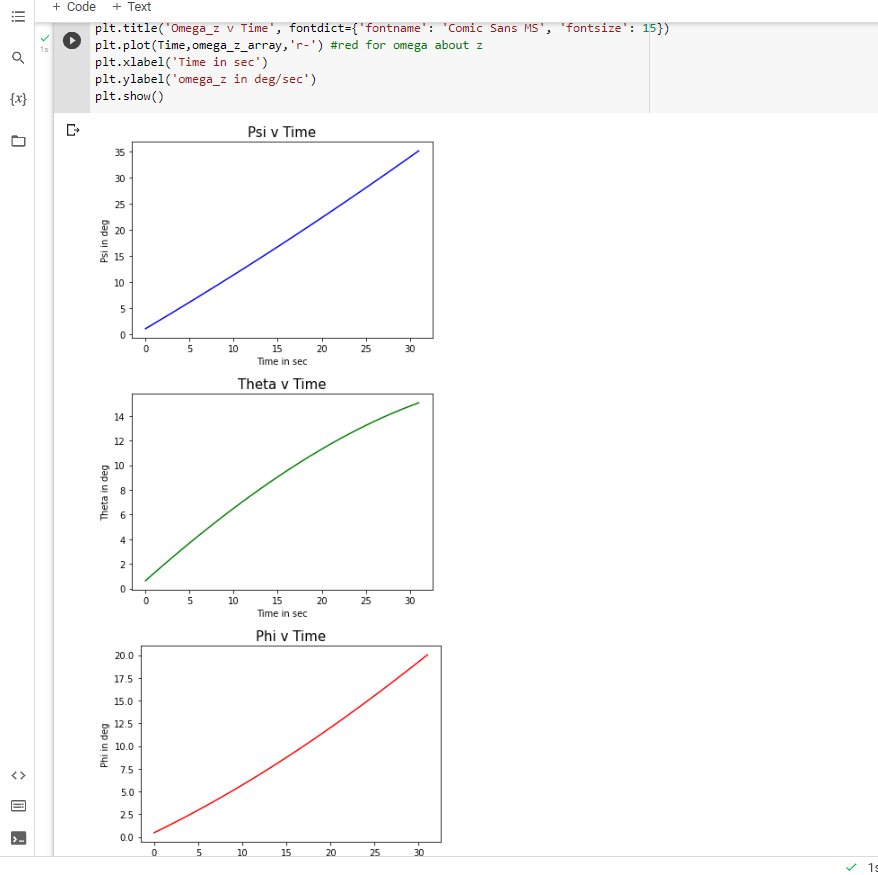 + Code + Text
plt.title('Omega_z v Time', fontdict={'fontname': 'Comic Sans MS', 'fontsize': 15})
1s
plt.plot(Time,omega_z_array,'r-') #red for omega about z
plt.xlabel('Time in sec')
plt.ylabel('omega_z in deg/sec')
{x}
plt.show()
Psi v Time
35
30
25
20
15
10
5
0
Psi in deg
0 5 10 15 20 25 30
Time in sec
Theta v Time
14
12
10
8
6
4
2
0
Theta in deg
0 5 10 15 20 25 30
Time in sec
Phi v Time
20.0
17.5
15.0
12.5
10.0
7.5
5.0
2.5
0.0
Phi in deg
0 5 10 15 20 25 30
1s